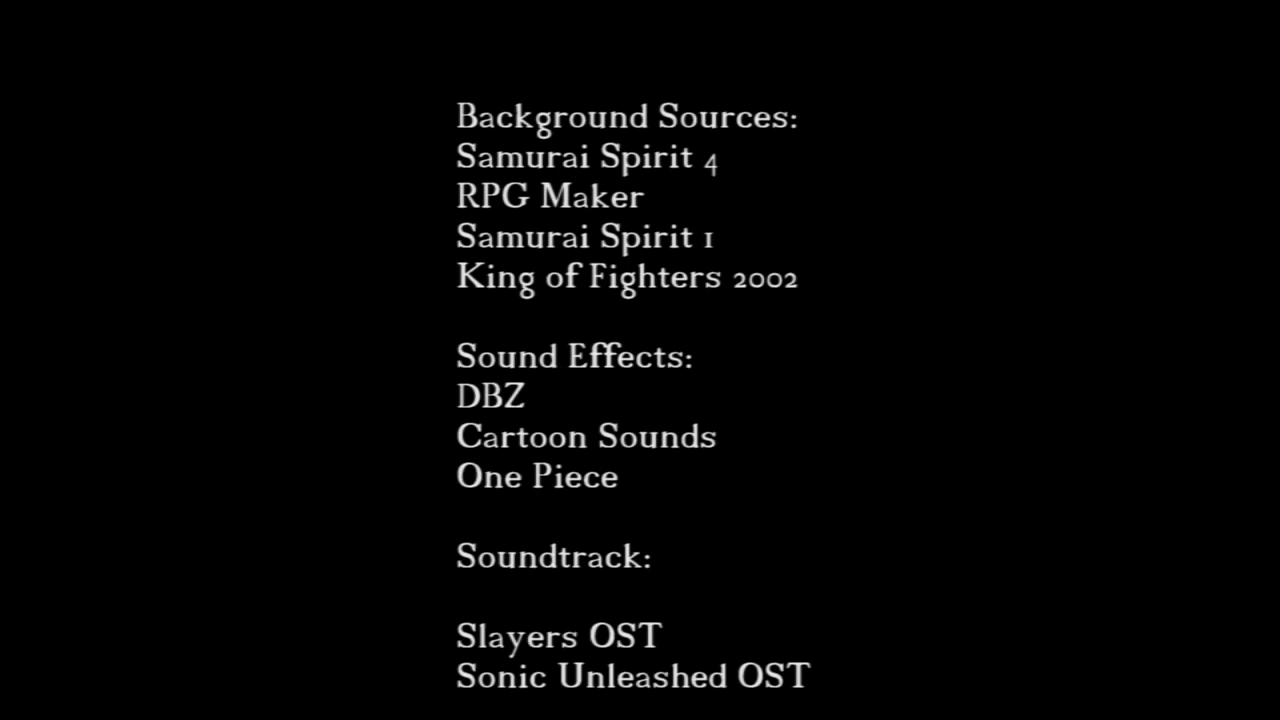 Background Sources:
Samurai Spirit 4
RPG Maker
Samurai Spirit 1
King of Fighters 2002
Sound Effects:
DBZ
Cartoon Sounds
One Piece
Soundtrack:
Slayers OST
Sonic Unleashed OST